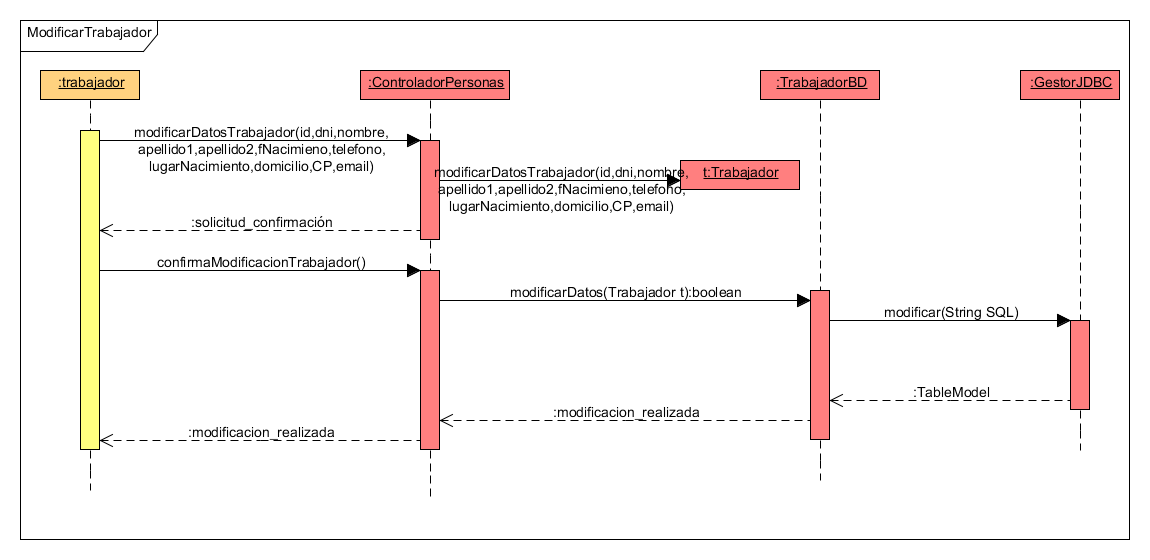 ModificarTrabajador
:trabajador
:ControladorPersonas
:TrabajadorBD
:GestorJDBC
modificarDatosTrabajador(id,dni,nombre,
apellido1,apellido2,fNacimieno,telefono,
lugarNacimiento,domicilio,CP,email)
modificarDatosTrabajador(id,dni,nombre,
apellido1,apellido2,fNacimieno,telefono,
lugarNacimiento,domicilio,CP,email)
t:Trabajador
:solicitud_confirmación
confirmaModificacionTrabajador()
modificarDatos(Trabajador t):boolean
modificar(String SQL)
:TableModel
:modificacion_realizada
:modificacion_realizada